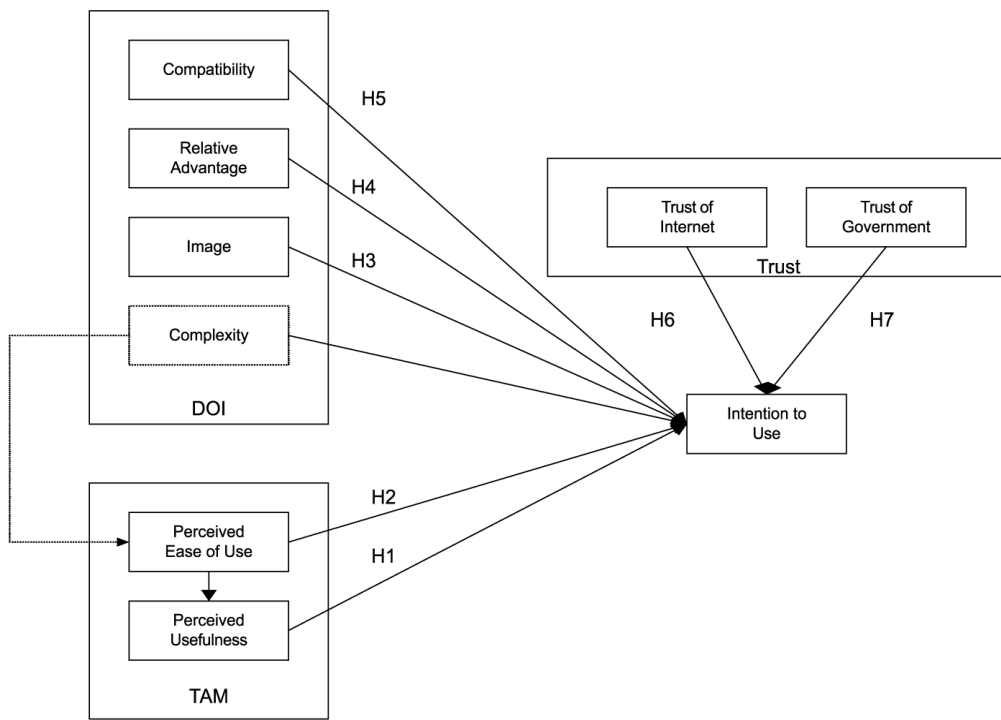 Compatibility
H5
Relative
Advantage
H4
Image
H3
Complexity
DOI
Trust of
Internet
Trust of
Government
Trust
H6
H7
Intention to
Use
H2
Perceived
Ease of Use
H1
Perceived
Usefulness
TAM